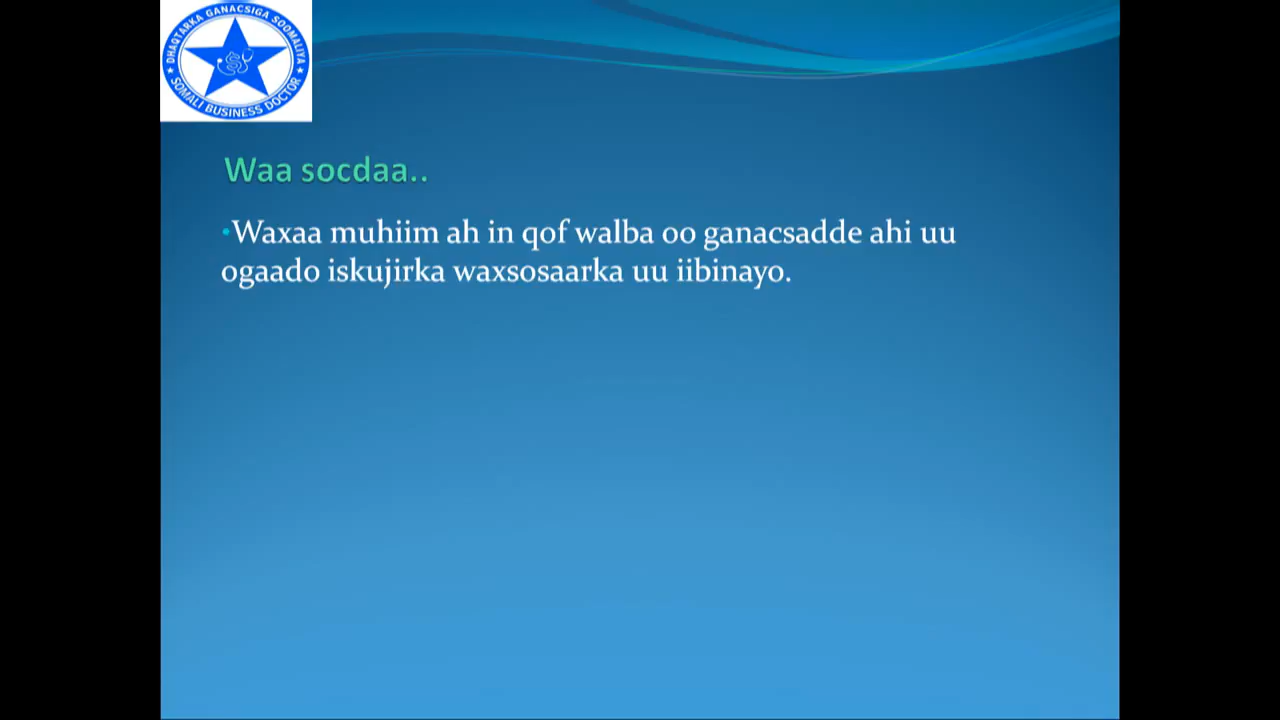 DHAQTARKA GANACSIGA SOOMALIYA
SOMALI BUSINESS DOCTOR
Waa socdaa..
•Waxaa muhiim ah in qof walba oo ganacsadde ahi uu
ogaado iskujirka waxsosaarka uu iibinayo.